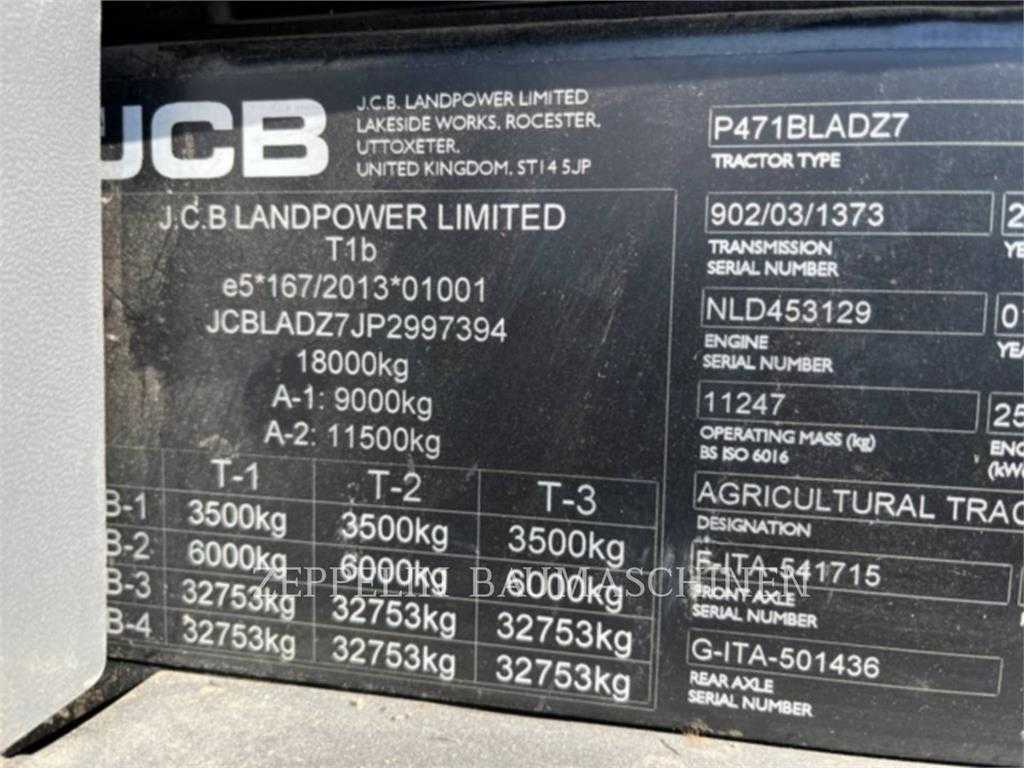 JCB
J.C.B. LANDPOWER LIMITED
LAKESIDE WORKS, ROCESTER,
UTTOXETER,
UNITED KINGDOM. ST14 5JP
J.C.B LANDPOWER LIMITED
T1b
e5*167/2013*01001
JCBLADZ7JP2997394
18000kg
A-1: 9000kg
A-2: 11500kg
T-1 T-2 T-3
B-1 3500kg 3500kg 3500kg
B-2 6000kg 6000kg 6000kg
B-3 32753kg 32753kg 32753kg
B-4 32753kg 32753kg 32753kg
P471BLADZ7
TRACTOR TYPE
902/03/1373
TRANSMISSION
SERIAL NUMBER
NLD453129
ENGINE
SERIAL NUMBER
11247
OPERATING MASS (kg)
BS ISO 6016
AGRICULTURAL
DESIGNATION
F-ITA-541715
FRONT AXLE
SERIAL NUMBER
G-ITA-501436
REAR AXLE
SERIAL NUMBER
ZEPPELIN BAUMASCHINEN